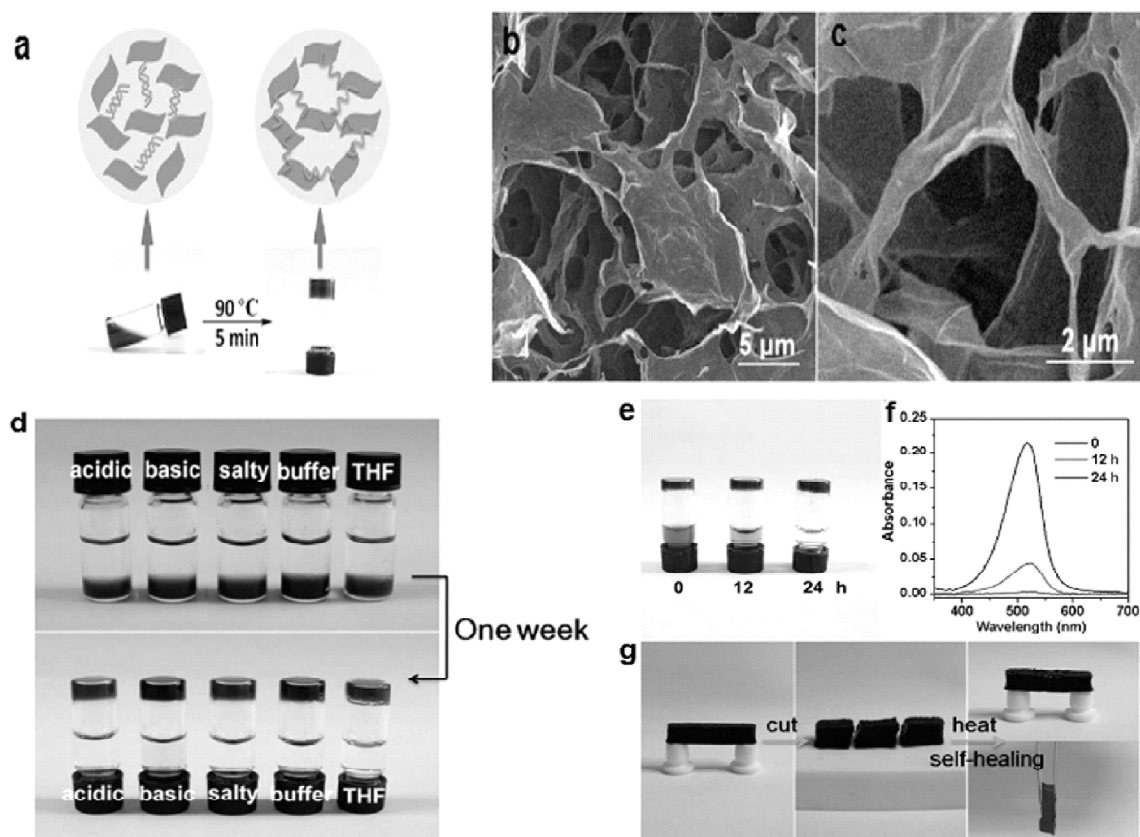 a
90 °C
5 min
b
5 µm
c
2 µm
d
acidic basic salty buffer THF
One week
acidic basic salty buffer THF
e
0 12 24 h
f
0.25
0.20
0.15
0.10
0.05
0.00
Absorbance
0
12 h
24 h
400 500 600 700
Wavelength (nm)
g
cut
heat
self-healing